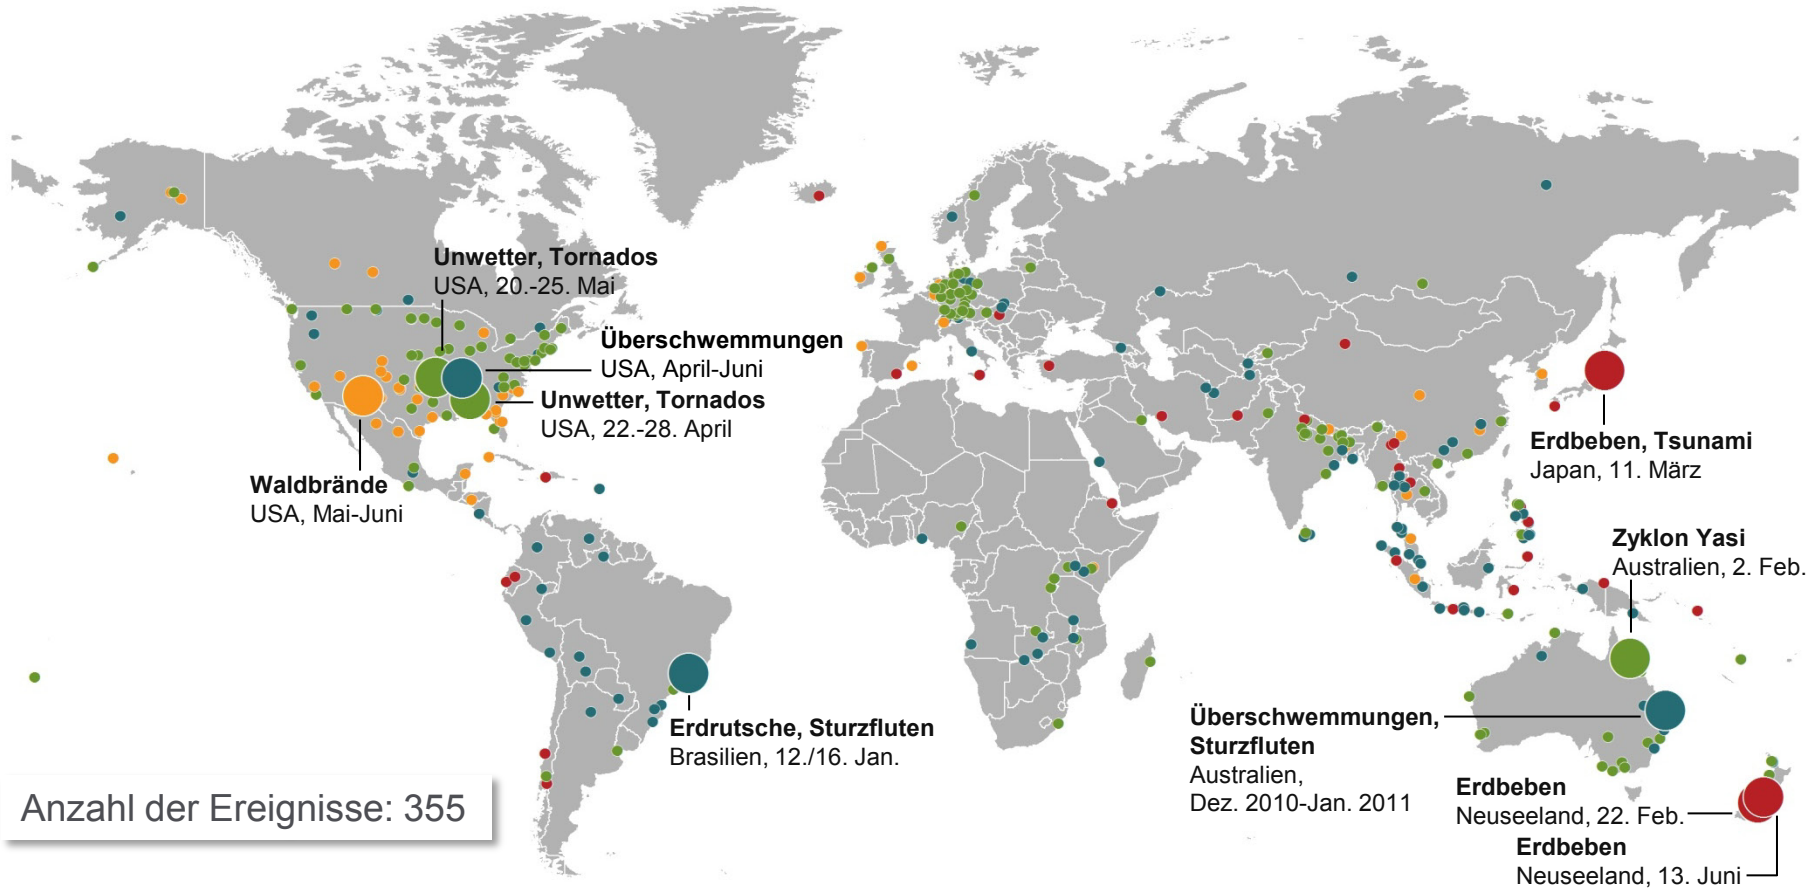 Unwetter, Tornados
USA, 20.-25. Mai
Überschwemmungen
USA, April-Juni
Unwetter, Tornados
USA, 22.-28. April
Waldbrände
USA, Mai-Juni
Erdbeben, Tsunami
Japan, 11. März
Zyklon Yasi
Australien, 2. Feb.
Erdrutsche, Sturzfluten
Brasilien, 12./16. Jan.
Überschwemmungen,
Sturzfluten
Australien,
Dez. 2010-Jan. 2011
Erdbeben
Neuseeland, 22. Feb.
Erdbeben
Neuseeland, 13. Juni
Anzahl der Ereignisse: 355